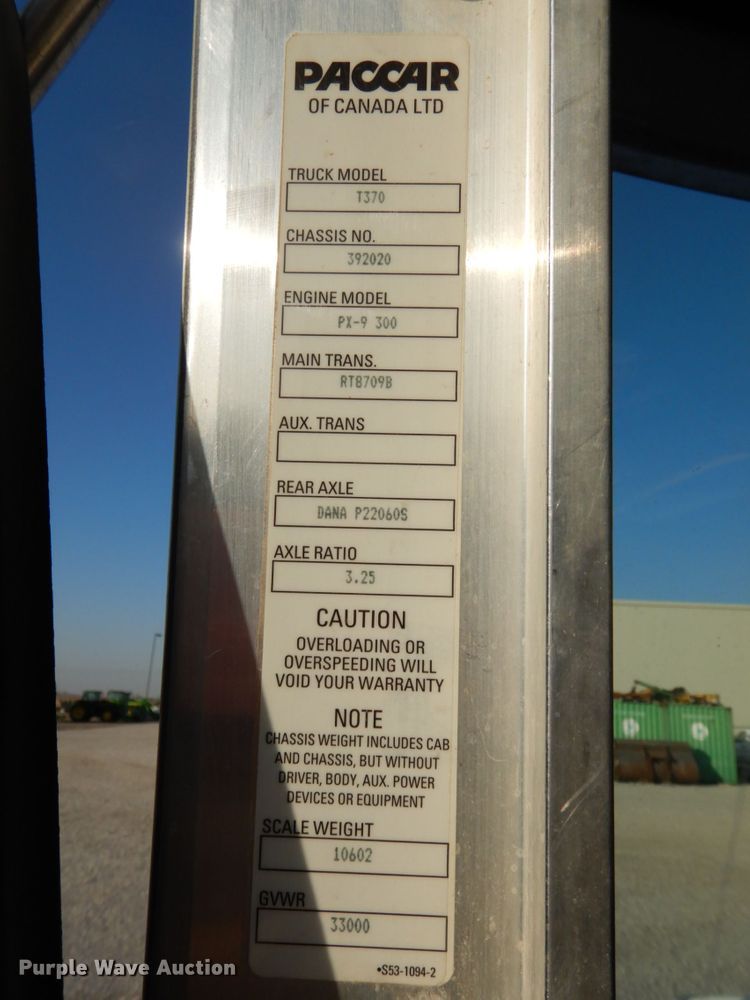 PACCAR
OF CANADA LTD
TRUCK MODEL
T370
CHASSIS NO.
392020
ENGINE MODEL
PX-9 300
MAIN TRANS.
RT8709B
AUX. TRANS
REAR AXLE
DANA P22060S
AXLE RATIO
3.25
CAUTION
OVERLOADING OR
OVERSPEEDING WILL
VOID YOUR WARRANTY
NOTE
CHASSIS WEIGHT INCLUDES CAB
AND CHASSIS, BUT WITHOUT
DRIVER, BODY, AUX. POWER
DEVICES OR EQUIPMENT
SCALE WEIGHT
10602
GVWR
33000
•S53-1094-2
Purple Wave Auction